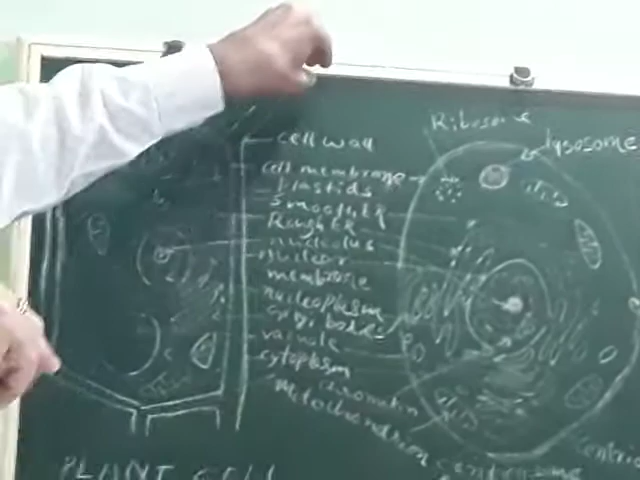 Ribosome
lysosome
cell wall
cell membrane
plastids
Smooth ER
Rough ER
nucleolus
nuclear
membrane
nucleoplasm
golgi bodies
vacuole
cytoplasm
chromatin
Mitochondrion
centrosome
PLANT CELL